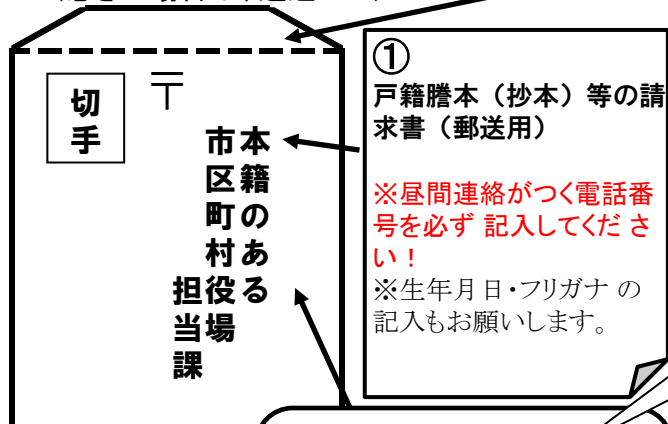 切手
〒
本籍のある
市区町村役場
担当課
①
戸籍謄本（抄本）等の請
求書（郵送用）
※昼間連絡がつく電話番
号を必ず 記入してくだ さ
い！
※生年月日・フリガナ の
記入もお願いします。